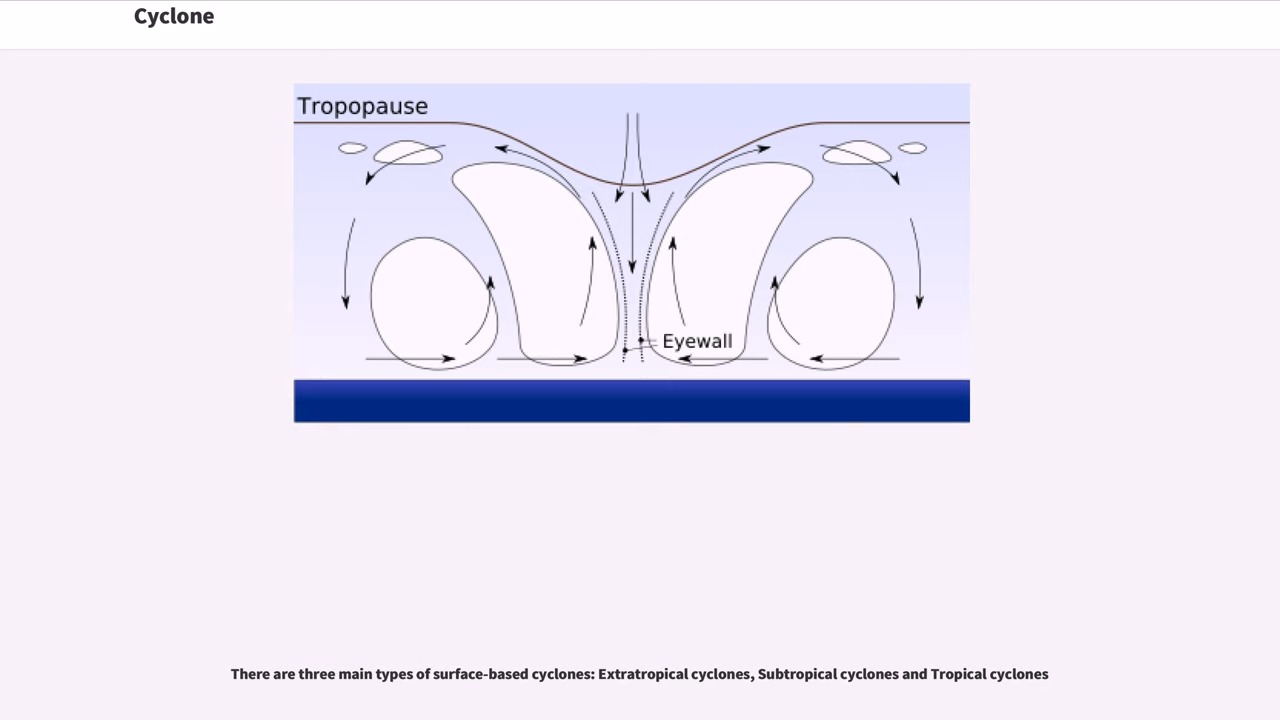 Cyclone
Tropopause
Eyewall
There are three main types of surface-based cyclones: Extratropical cyclones, Subtropical cyclones and Tropical cyclones